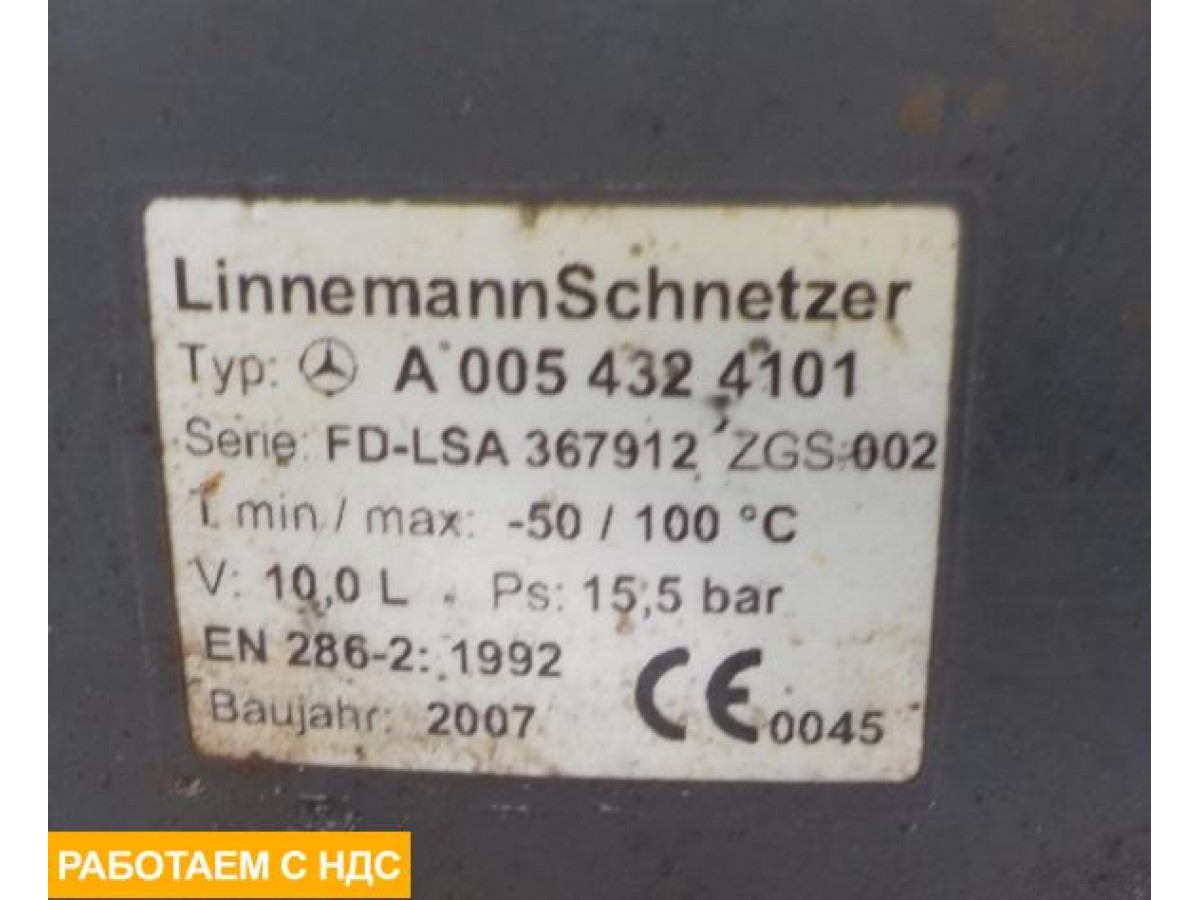 LinnemannSchnetzer
Typ: A 005 432 4101
Serie: FD-LSA 367912 ZGS-002
T min / max: -50 / 100 °C
V: 10,0 L Ps: 15,5 bar
EN 286-2: 1992
Baujahr: 2007 CE 0045
РАБОТАЕМ С НДС